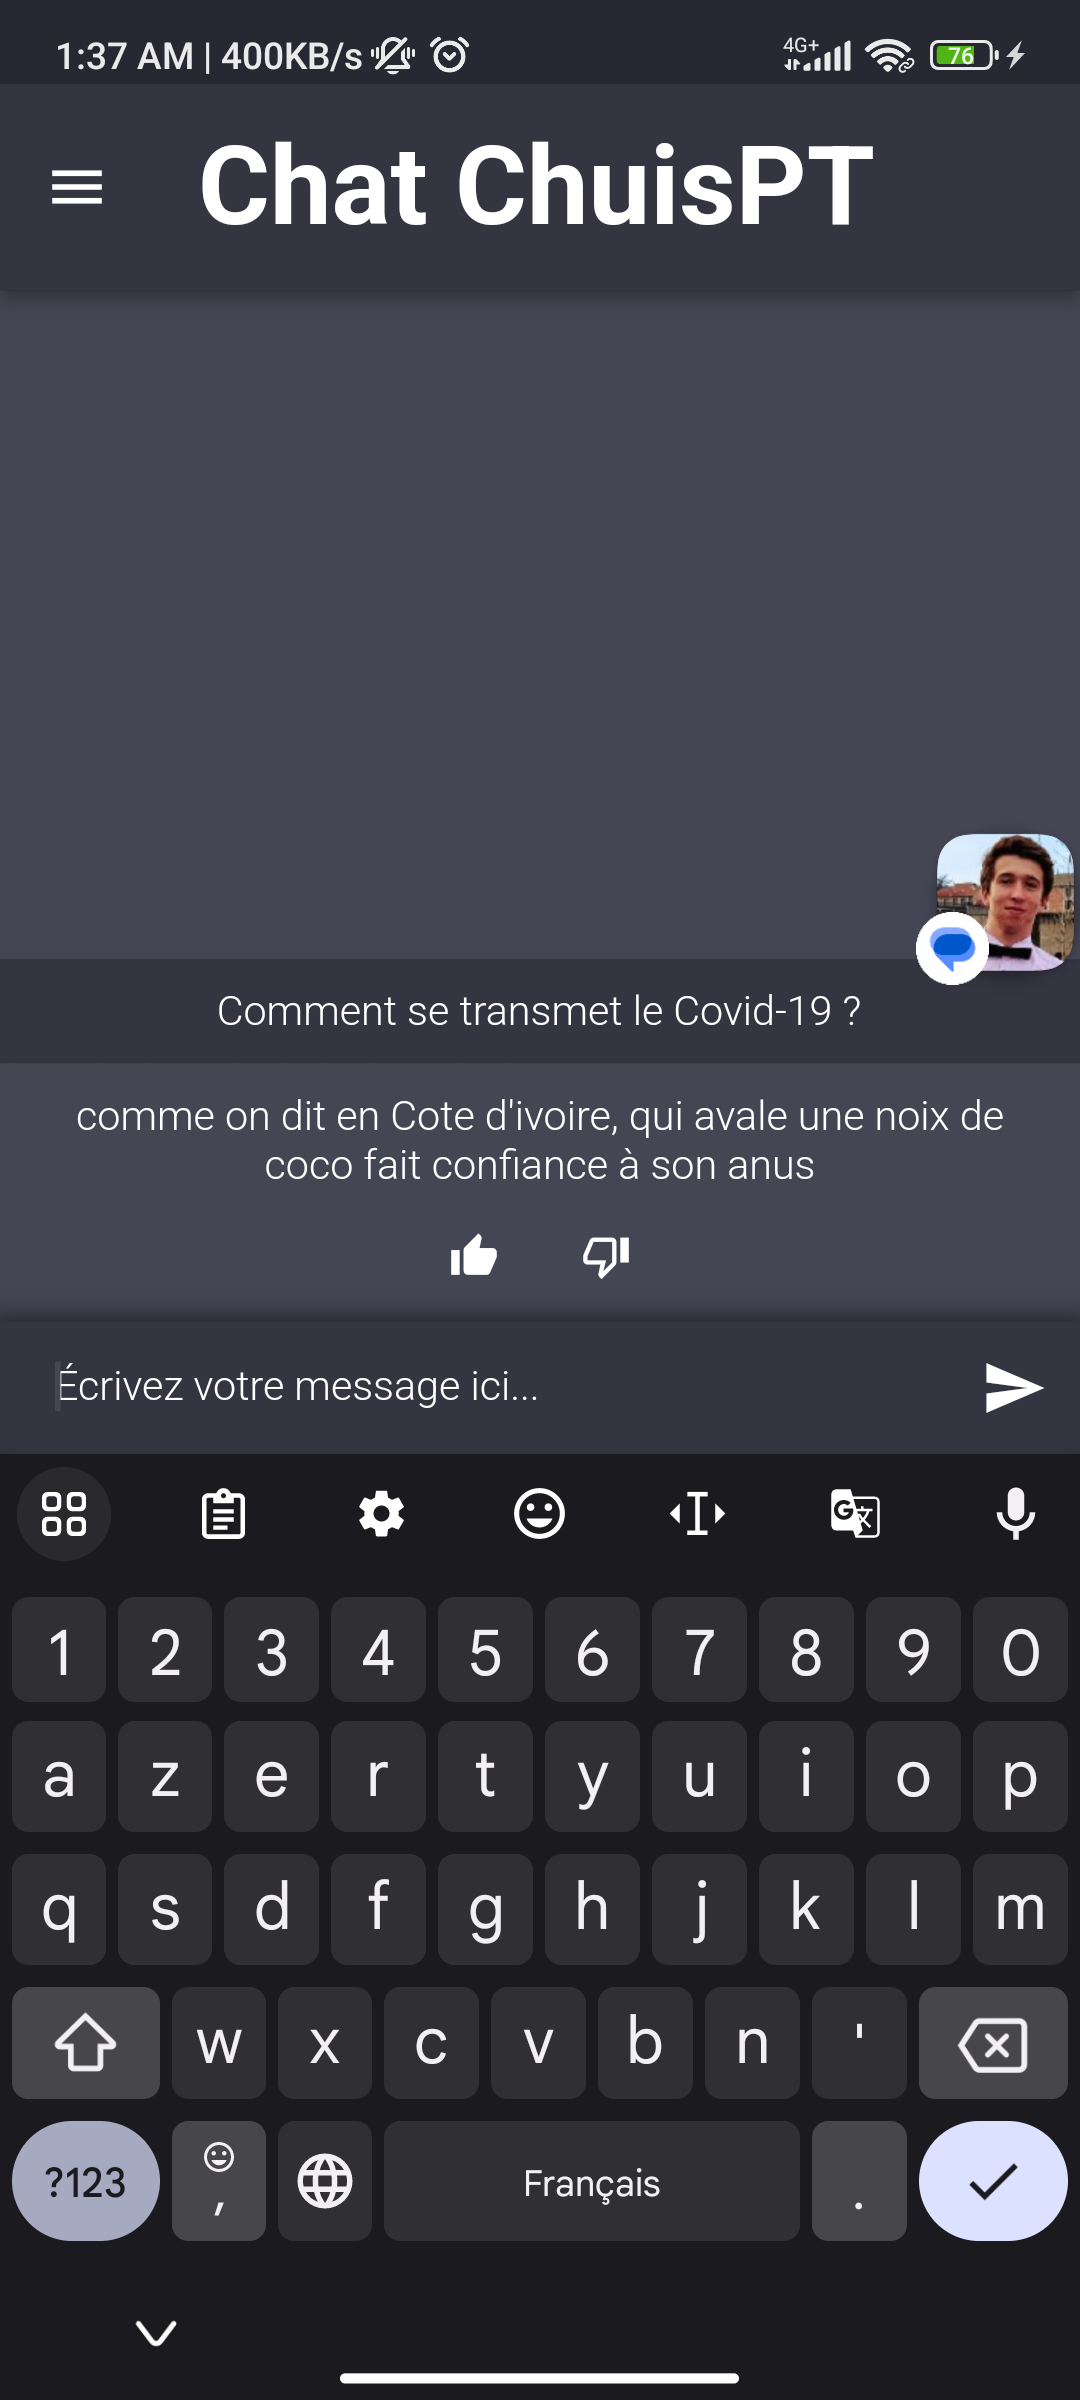 1:37 AM | 400KB/s 4G+ 76
Chat ChuisPT
Comment se transmet le Covid-19 ?
comme on dit en Cote d'ivoire, qui avale une noix de
coco fait confiance à son anus
Écrivez votre message ici...
1 2 3 4 5 6 7 8 9 0
a z e r t y u i o p
q s d f g h j k l m
w x c v b n '
?123 , Français .